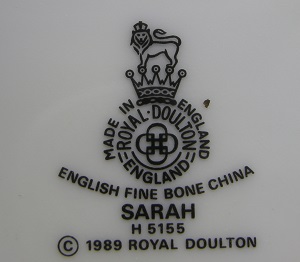 MADE IN ENGLAND
ROYAL·DOULTON
ENGLAND
ENGLISH FINE BONE CHINA
SARAH
H 5155
© 1989 ROYAL DOULTON